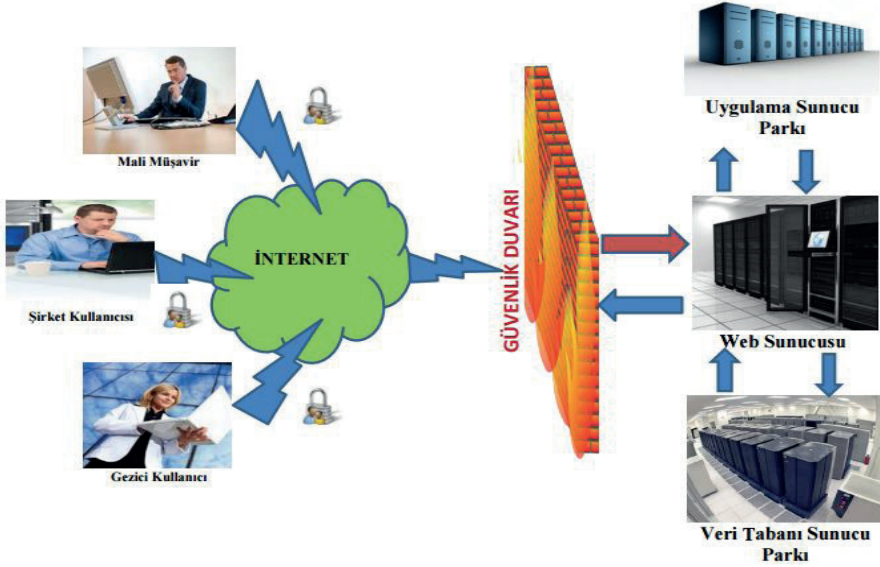 Mali Müşavir
Şirket Kullanıcısı
Gezici Kullanıcı
İNTERNET
GÜVENLİK DUVARI
Uygulama Sunucu
Parkı
Web Sunucusu
Veri Tabanı Sunucu
Parkı